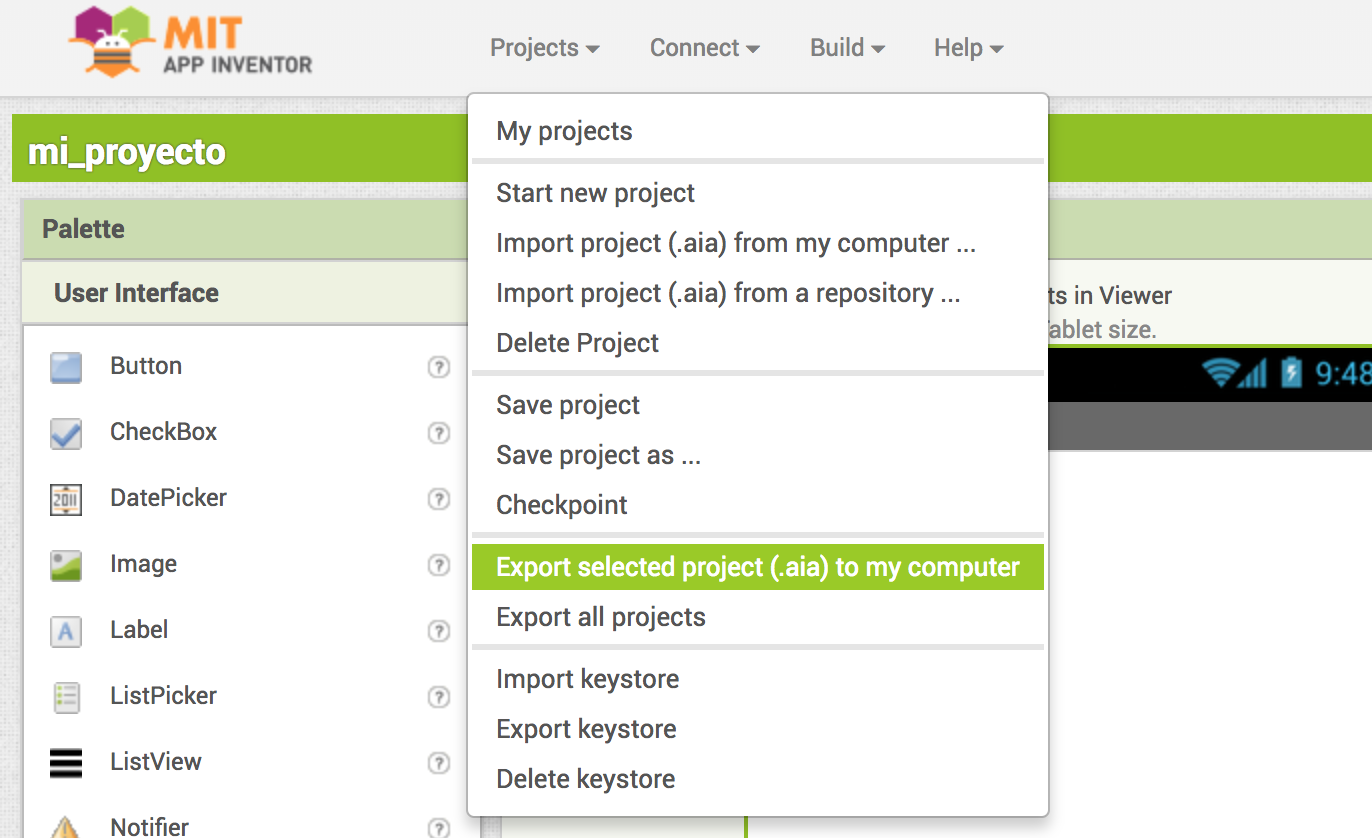 MIT
APP INVENTOR
Projects
Connect
Build
Help
mi_proyecto
My projects
Start new project
Import project (.aia) from my computer ...
Import project (.aia) from a repository ...
Delete Project
Save project
Save project as ...
Checkpoint
Export selected project (.aia) to my computer
Export all projects
Import keystore
Export keystore
Delete keystore
Palette
User Interface
Button ?
CheckBox ?
2011 DatePicker ?
Image ?
A Label ?
ListPicker ?
ListView ?
Notifier ?
ts in Viewer
ablet size.
9:48